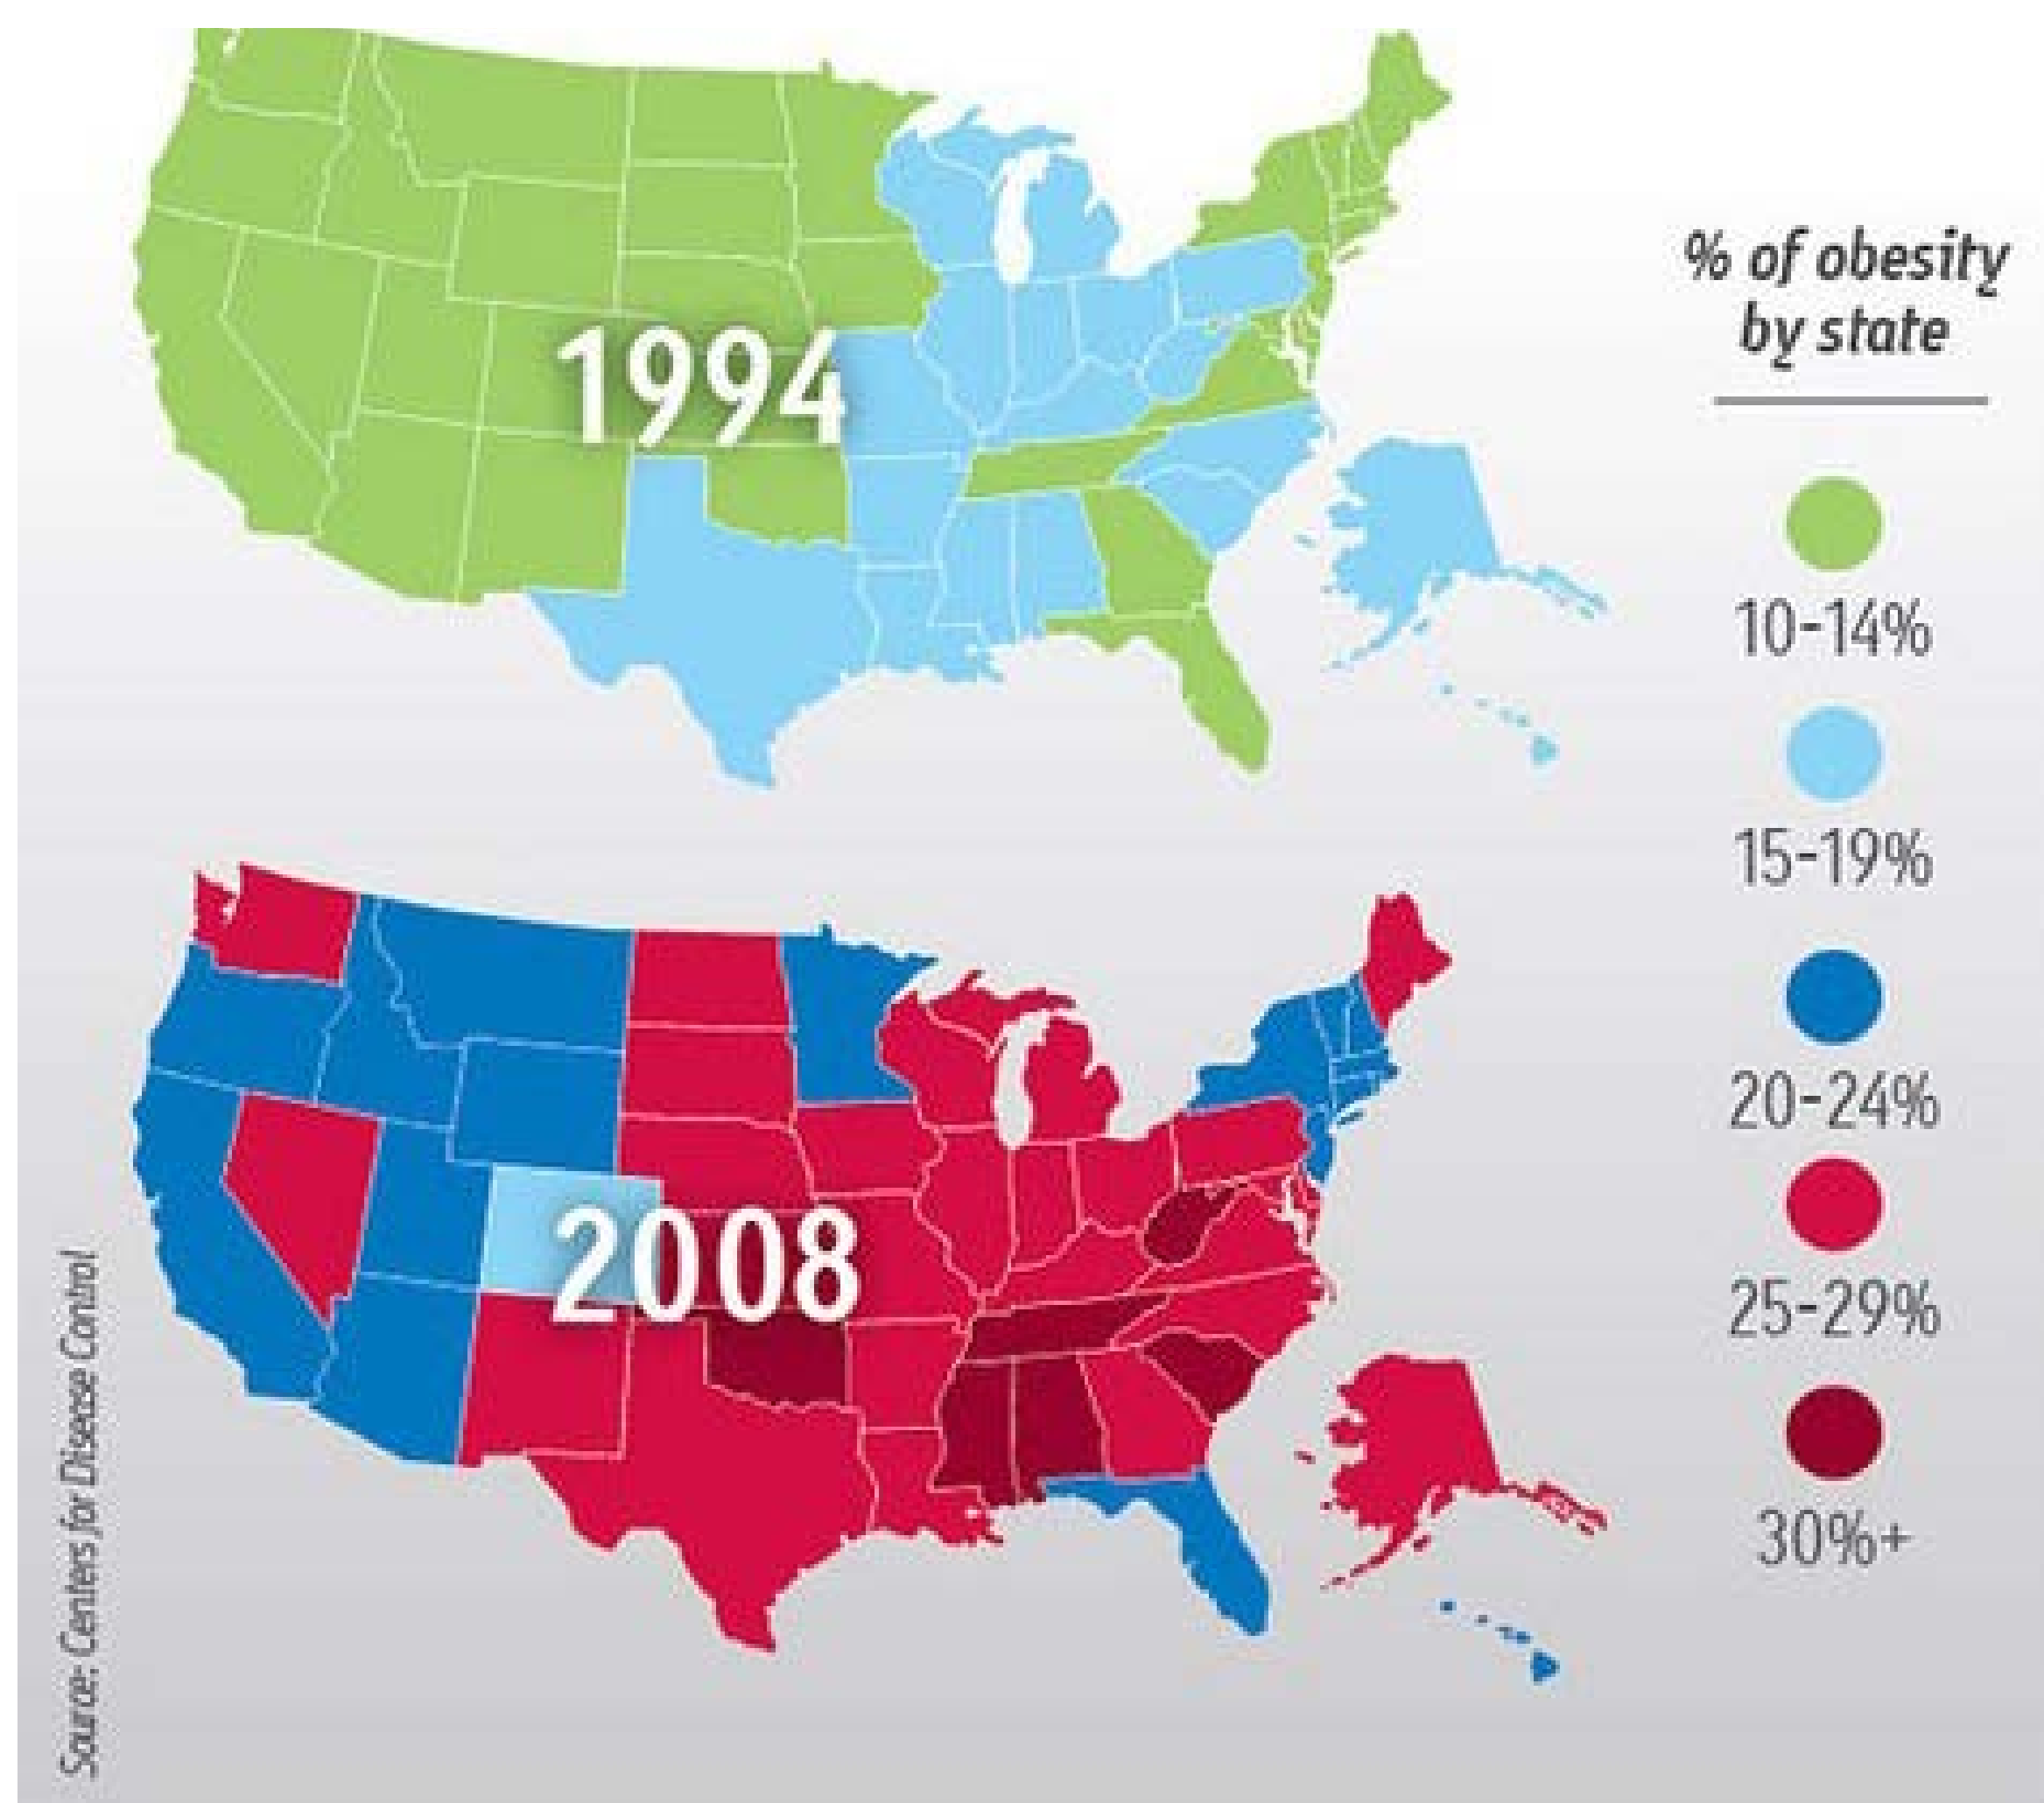 1994
% of obesity
by state
10-14%
15-19%
20-24%
25-29%
30%+
2008
Source: Centers for Disease Control